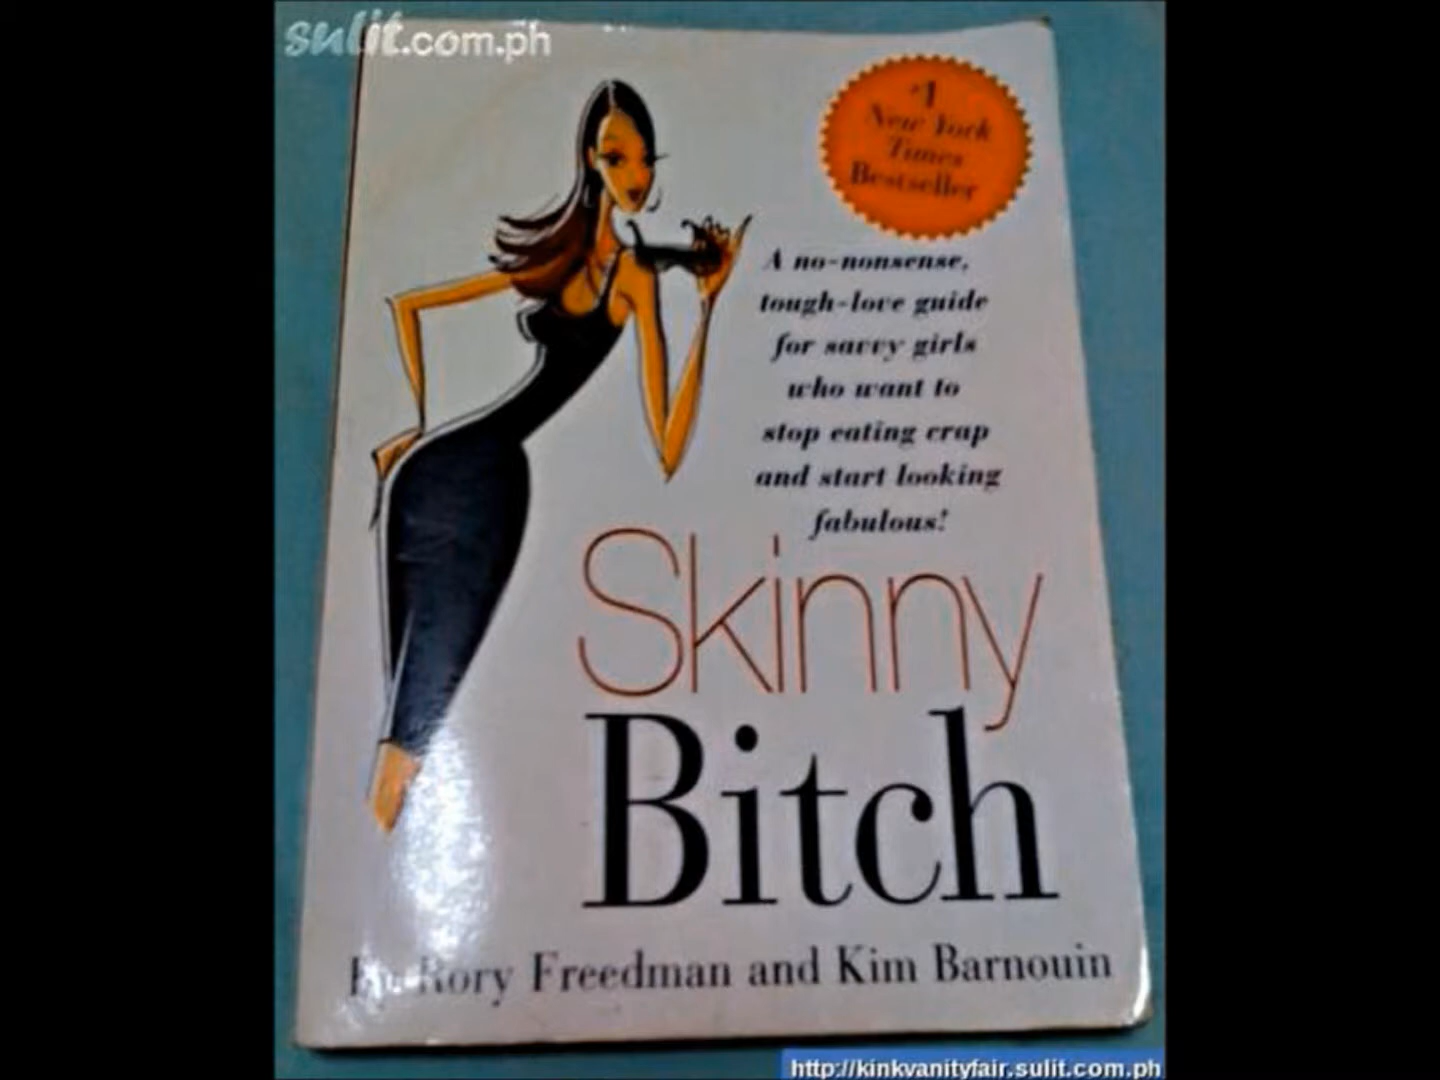 sulit.com.ph
#1
New York
Times
Bestseller
A no-nonsense,
tough-love guide
for savvy girls
who want to
stop eating crap
and start looking
fabulous!
Skinny
Bitch
By Rory Freedman and Kim Barnouin
http://kinkvanityfair.sulit.com.ph